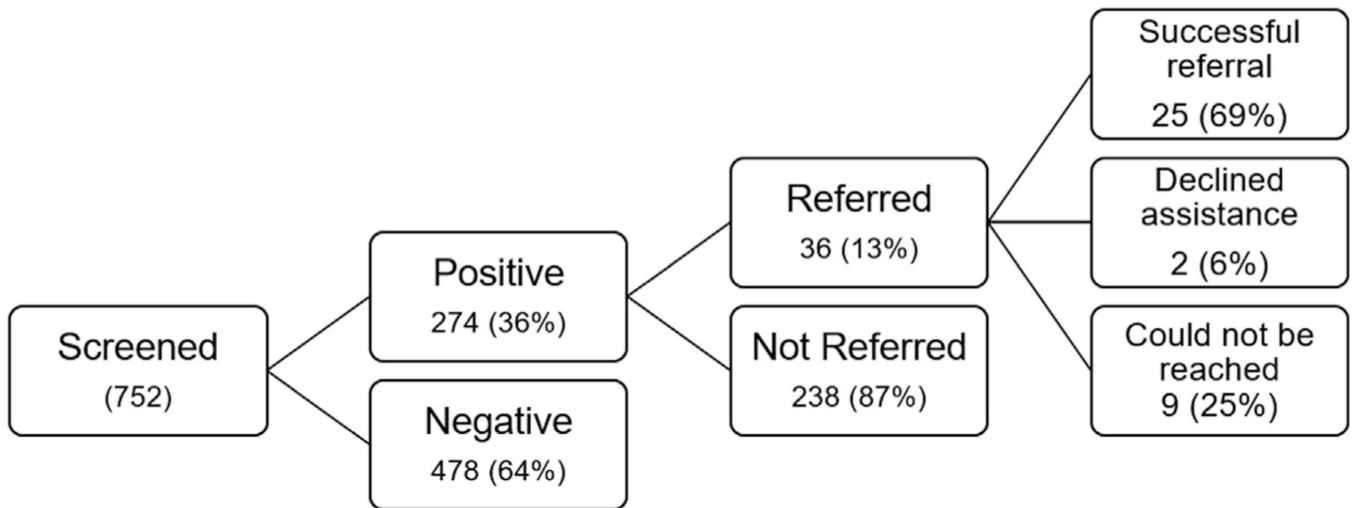 Screened
(752)
Positive
274 (36%)
Negative
478 (64%)
Referred
36 (13%)
Not Referred
238 (87%)
Successful
referral
25 (69%)
Declined
assistance
2 (6%)
Could not be
reached
9 (25%)